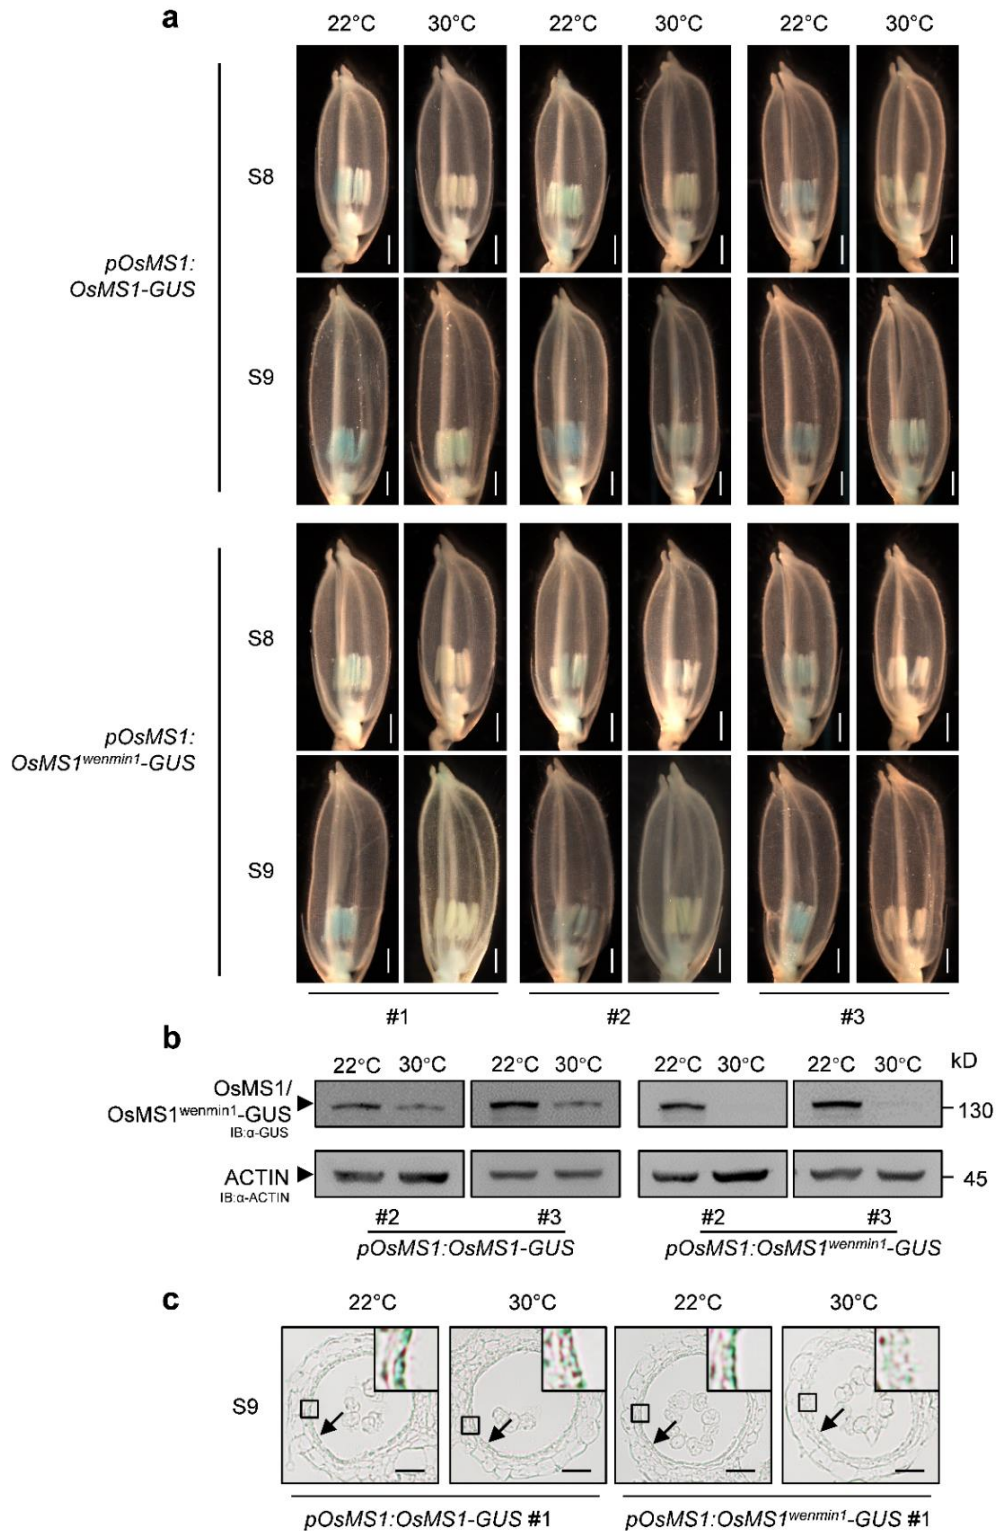 a
22°C 30°C 22°C 30°C 22°C 30°C
S8
pOsMS1:
OsMS1-GUS
S9
S8
pOsMS1:
OsMS1wenmin1-GUS
S9
#1 #2 #3
b
22°C 30°C 22°C 30°C 22°C 30°C 22°C 30°C kD
OsMS1/
OsMS1wenmin1-GUS
IB:α-GUS
130
ACTIN
IB:α-ACTIN
45
#2 #3 #2 #3
pOsMS1:OsMS1-GUS pOsMS1:OsMS1wenmin1-GUS
c
22°C 30°C 22°C 30°C
S9
pOsMS1:OsMS1-GUS #1 pOsMS1:OsMS1wenmin1-GUS #1